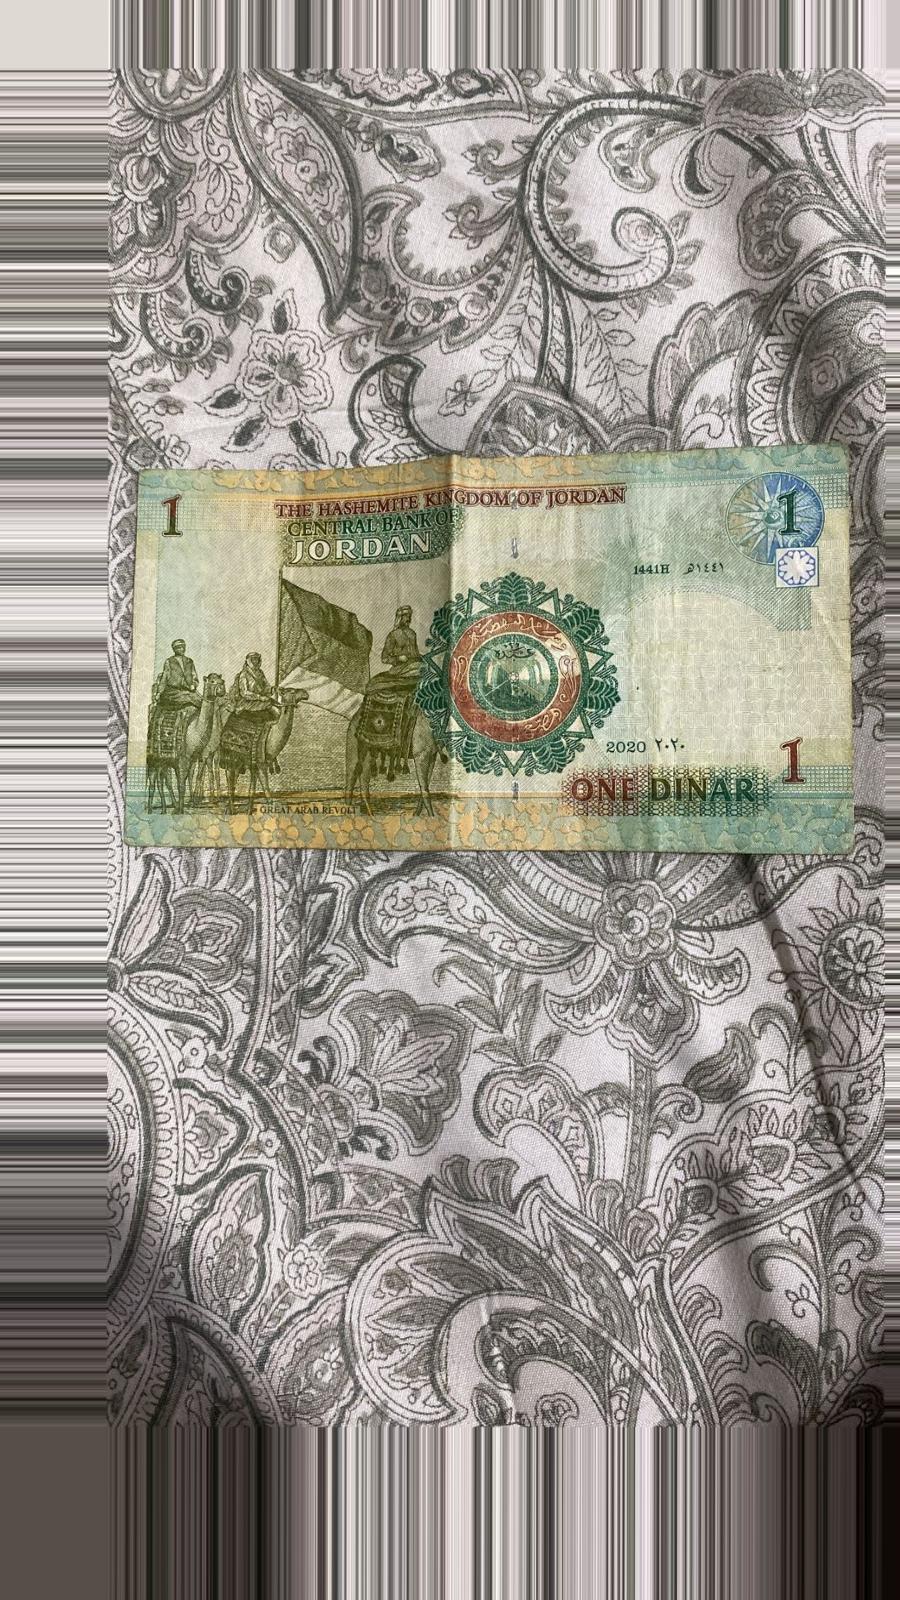 1
THE HASHEMITE KINGDOM OF JORDAN
CENTRAL BANK OF
JORDAN
1
1441H ١٤٤١هـ
2020 ٢٠٢٠
1
ONE DINAR
GREAT ARAB REVOLT